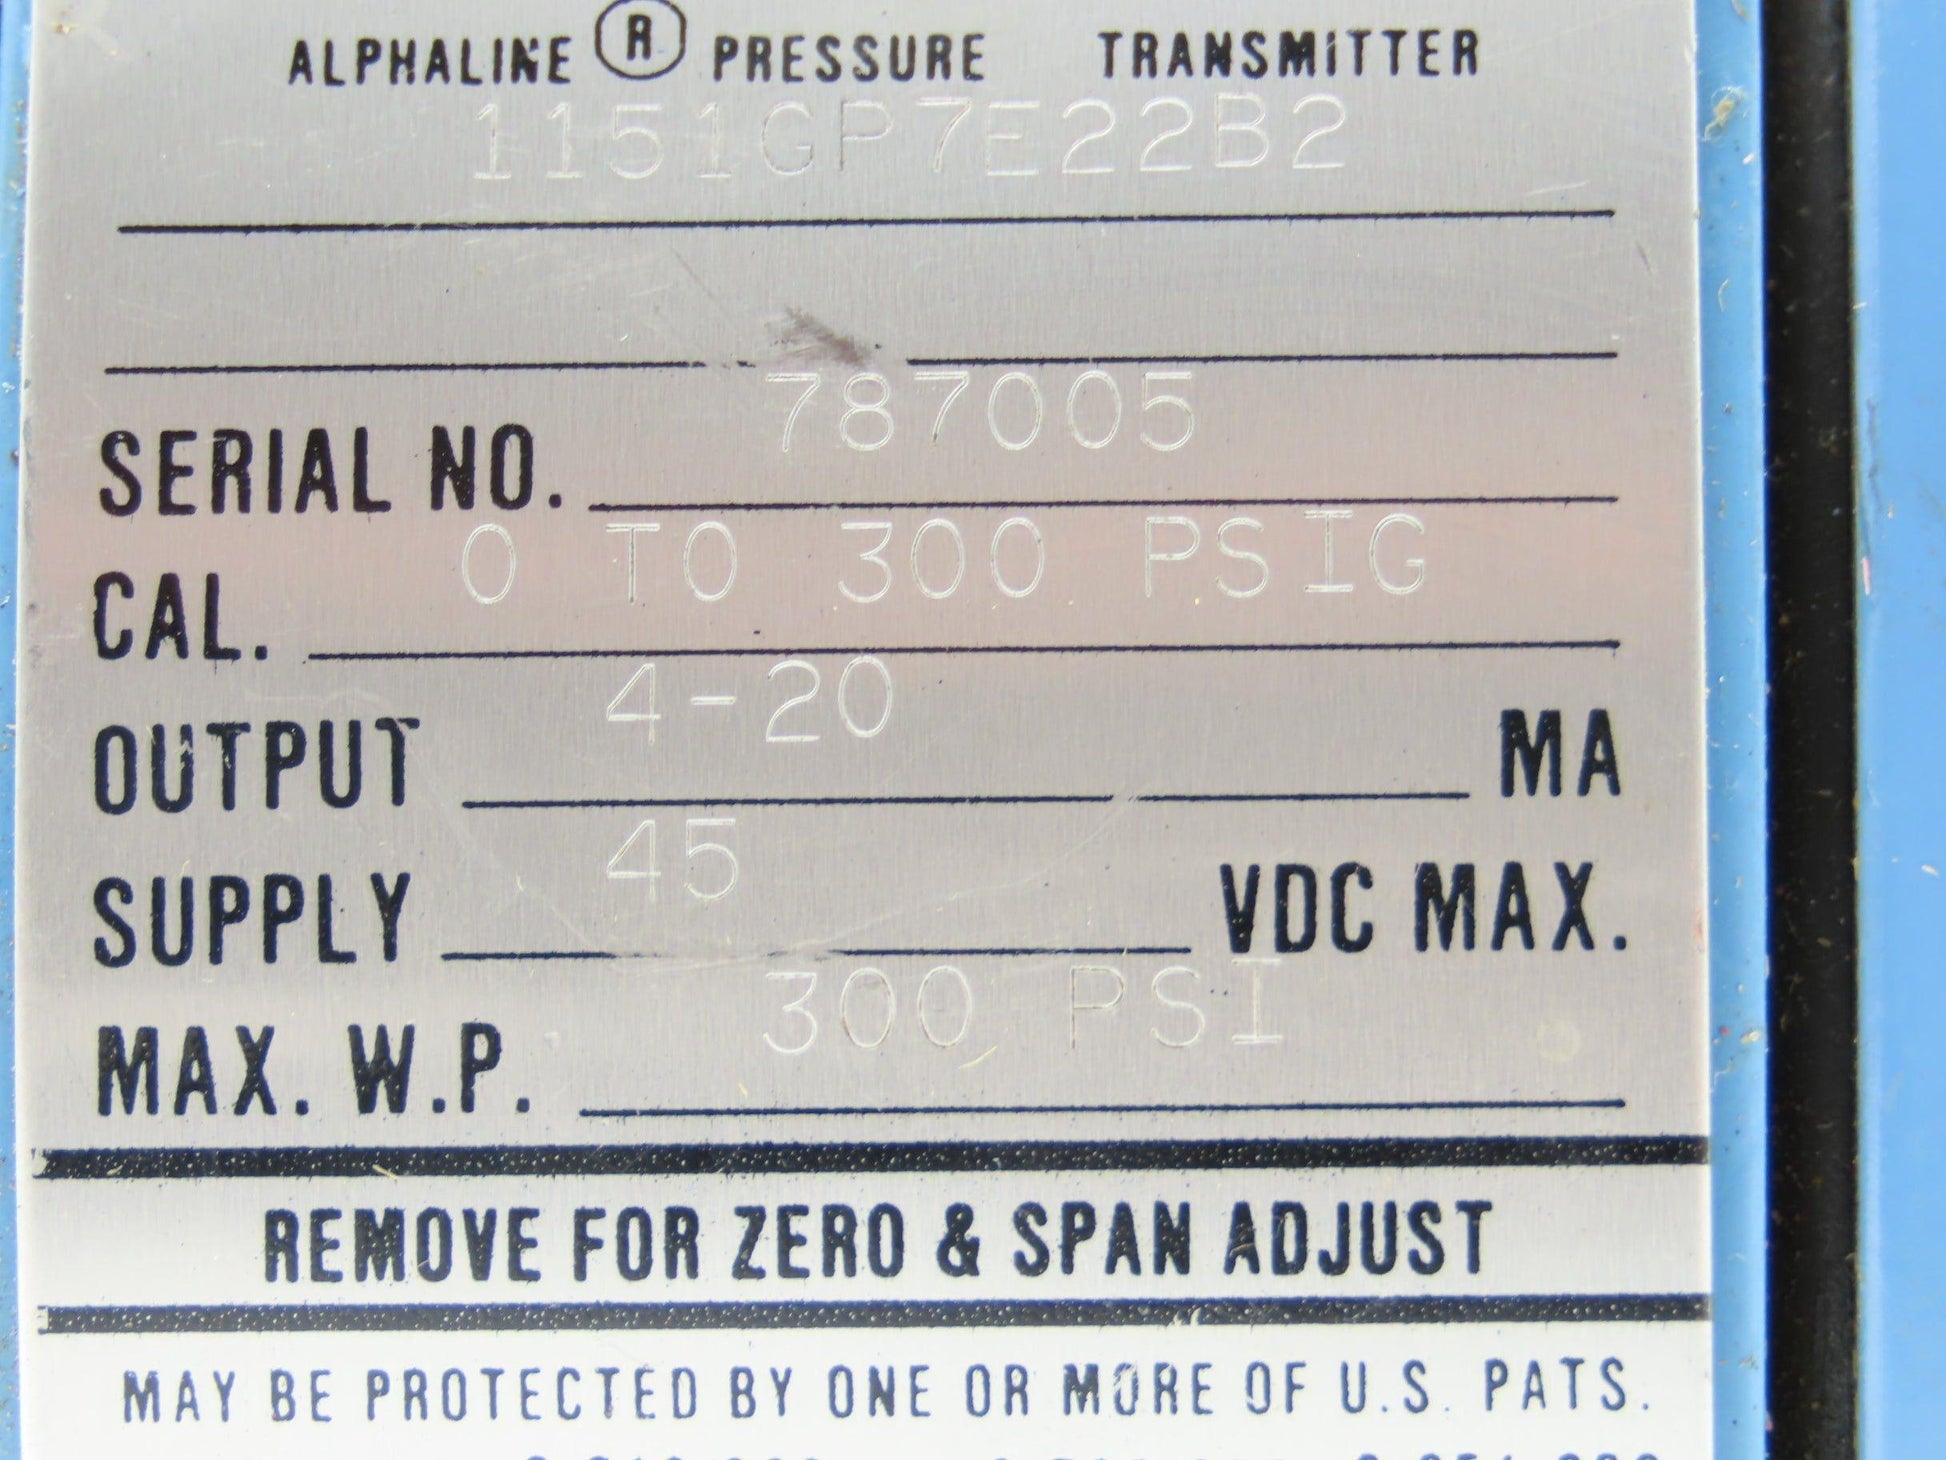 ALPHALINE ® PRESSURE TRANSMITTER
1151GP7E22B2
SERIAL NO. 787005
CAL. 0 TO 300 PSIG
OUTPUT 4-20 MA
SUPPLY 45 VDC MAX.
MAX. W.P. 300 PSI
REMOVE FOR ZERO & SPAN ADJUST
MAY BE PROTECTED BY ONE OR MORE OF U.S. PATS.